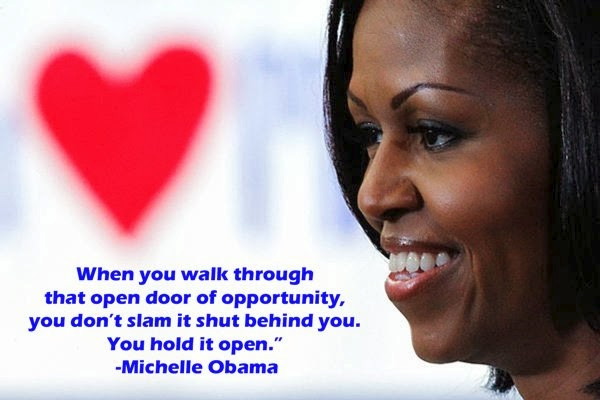 When you walk through
that open door of opportunity,
you don't slam it shut behind you.
You hold it open.”
-Michelle Obama